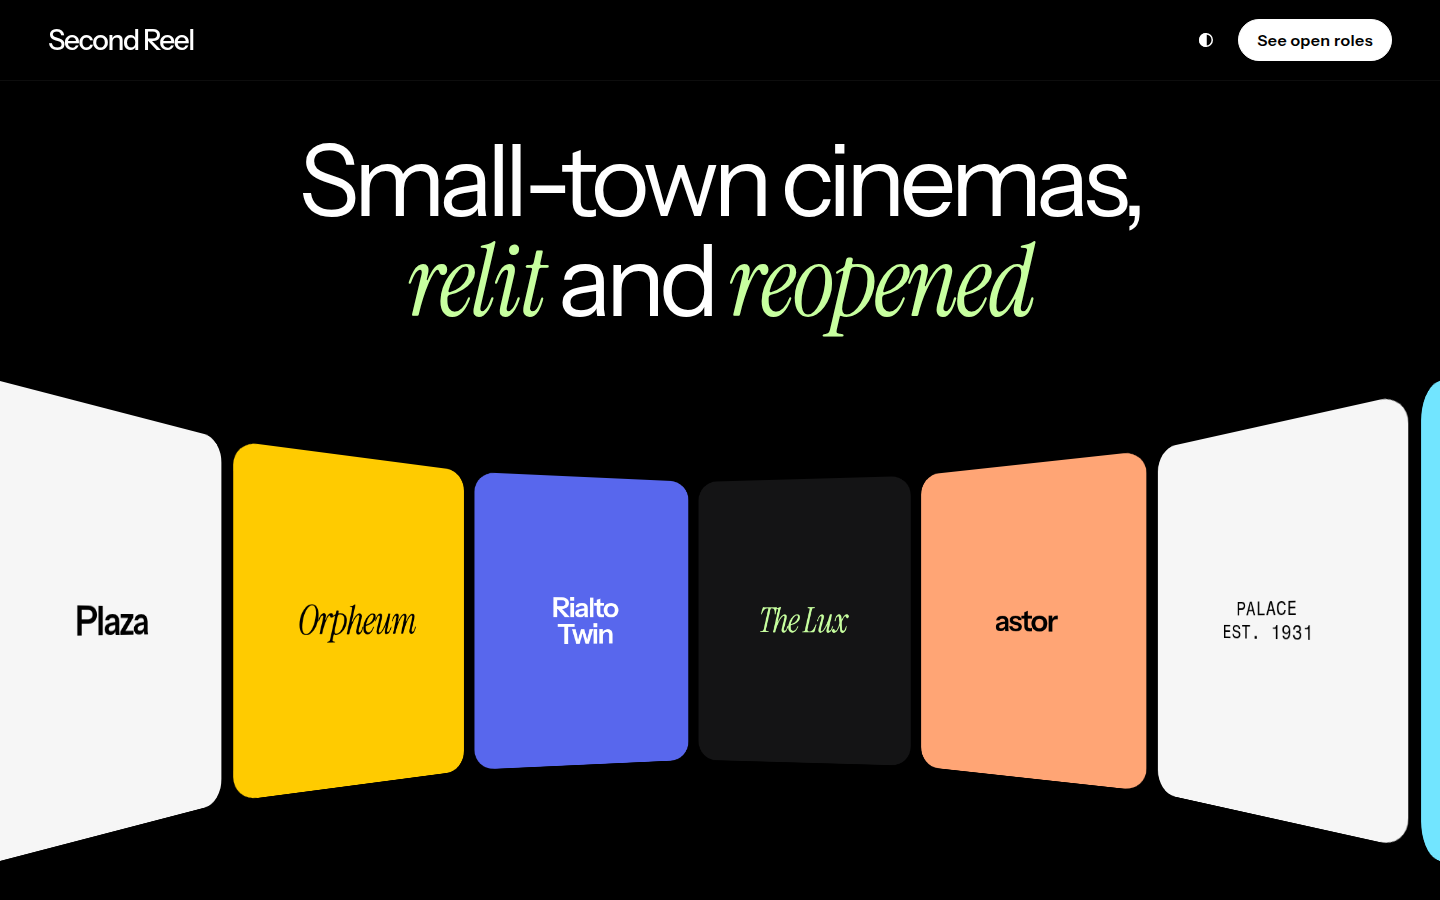 Second Reel
See open roles
Small-town cinemas,
relit and reopened
Plaza
Orpheum
Rialto
Twin
The Lux
astor
PALACE
EST. 1931